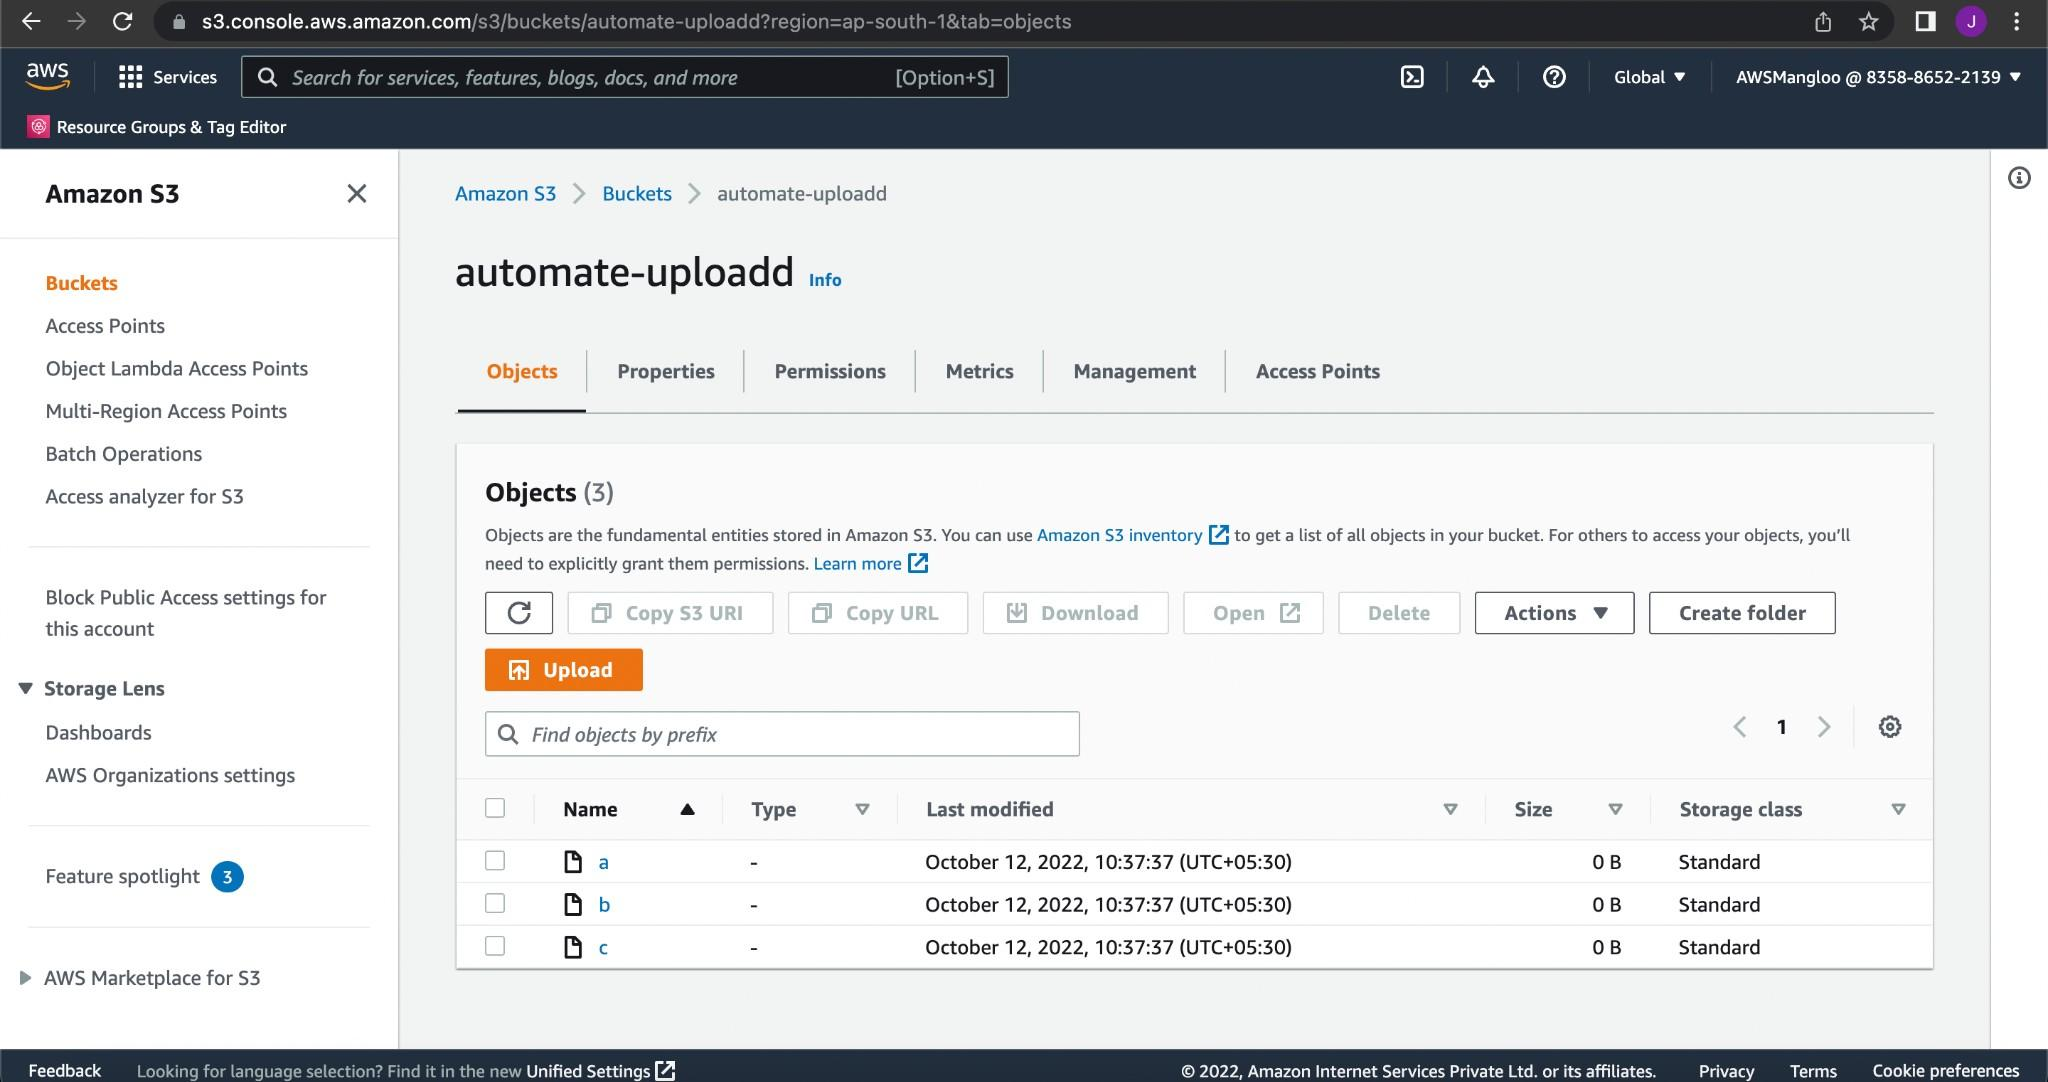 s3.console.aws.amazon.com/s3/buckets/automate-uploadd?region=ap-south-1&tab=objects
J
aws
Services
Search for services, features, blogs, docs, and more [Option+S]
Global
AWSMangloo @ 8358-8652-2139
Resource Groups & Tag Editor
Amazon S3
Buckets
Access Points
Object Lambda Access Points
Multi-Region Access Points
Batch Operations
Access analyzer for S3
Block Public Access settings for
this account
Storage Lens
Dashboards
AWS Organizations settings
Feature spotlight 3
AWS Marketplace for S3
Amazon S3 Buckets automate-uploadd
automate-uploadd Info
Objects Properties Permissions Metrics Management Access Points
Objects (3)
Objects are the fundamental entities stored in Amazon S3. You can use Amazon S3 inventory to get a list of all objects in your bucket. For others to access your objects, you'll
need to explicitly grant them permissions. Learn more
Copy S3 URI Copy URL Download Open Delete Actions Create folder
Upload
Find objects by prefix
1
Name Type Last modified Size Storage class
a - October 12, 2022, 10:37:37 (UTC+05:30) 0 B Standard
b - October 12, 2022, 10:37:37 (UTC+05:30) 0 B Standard
c - October 12, 2022, 10:37:37 (UTC+05:30) 0 B Standard
Feedback Looking for language selection? Find it in the new Unified Settings © 2022, Amazon Internet Services Private Ltd. or its affiliates. Privacy Terms Cookie preferences